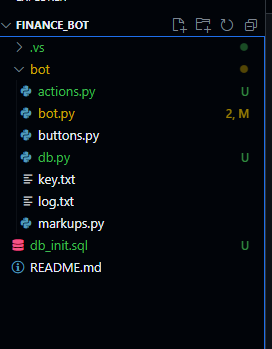 FINANCE_BOT
.vs
bot
actions.py U
bot.py 2, M
buttons.py
db.py U
key.txt
log.txt
markups.py
db_init.sql U
README.md